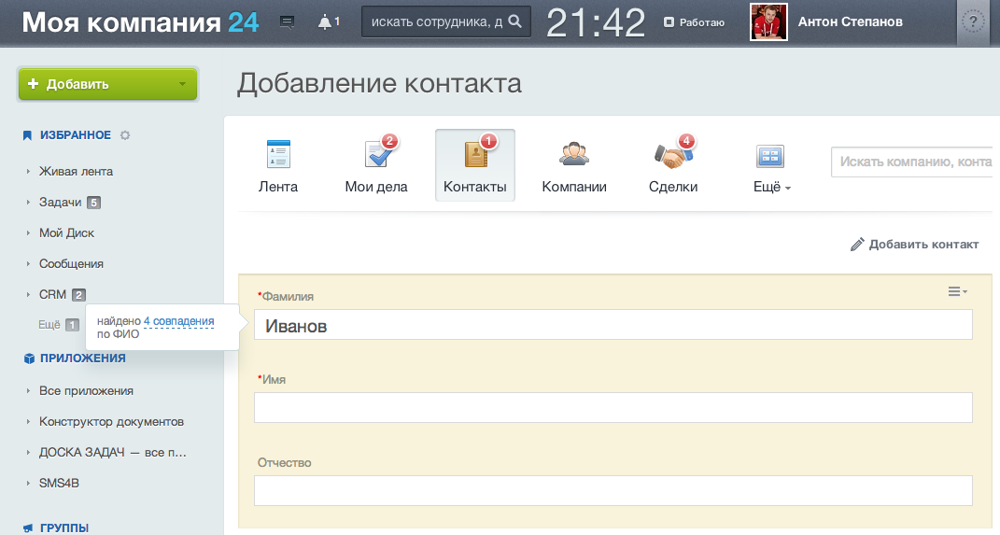 Моя компания 24
1
искать сотрудника, д
21:42
Работаю
Антон Степанов
?
Добавить
Добавление контакта
ИЗБРАННОЕ
Живая лента
Задачи 5
Мой Диск
Сообщения
CRM 2
Ещё 1
найдено 4 совпадения
по ФИО
ПРИЛОЖЕНИЯ
Все приложения
Конструктор документов
ДОСКА ЗАДАЧ — все п...
SMS4B
ГРУППЫ
2
1
4
Лента
Мои дела
Контакты
Компании
Сделки
Ещё
Искать компанию, конта
Добавить контакт
*Фамилия
Иванов
*Имя
Отчество